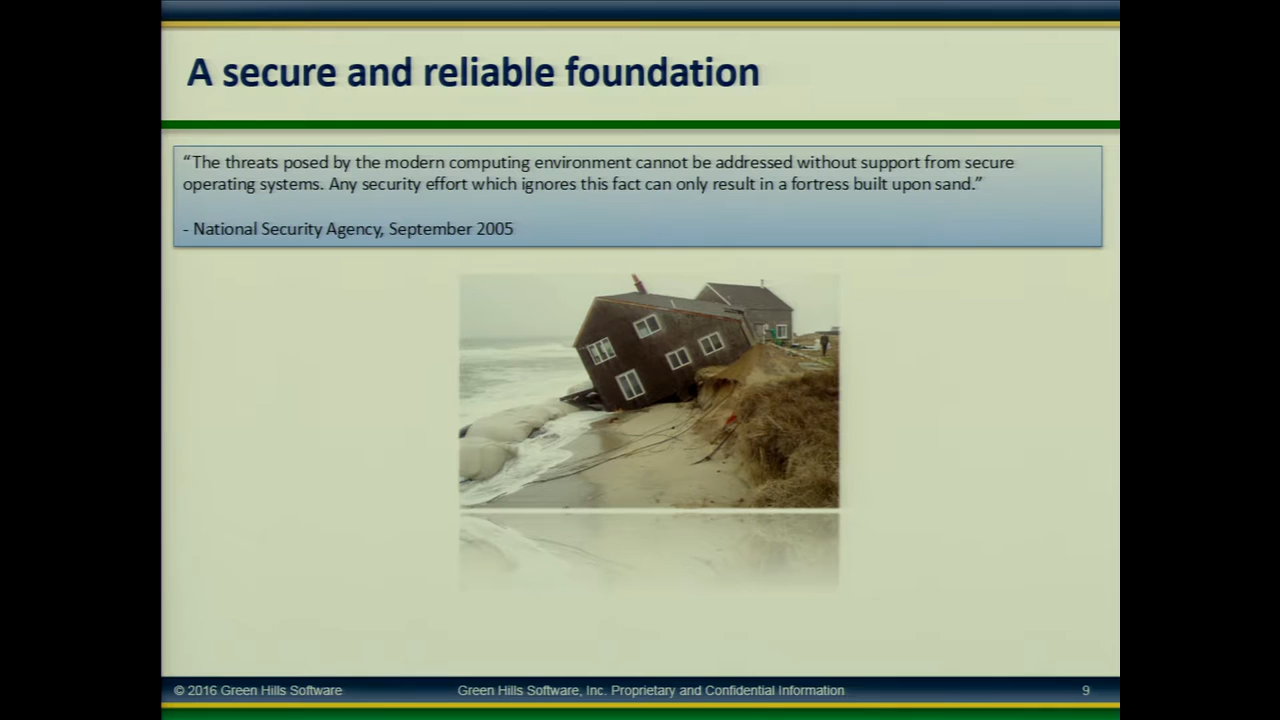 A secure and reliable foundation
“The threats posed by the modern computing environment cannot be addressed without support from secure
operating systems. Any security effort which ignores this fact can only result in a fortress built upon sand.”
- National Security Agency, September 2005
© 2016 Green Hills Software
Green Hills Software, Inc. Proprietary and Confidential Information
9